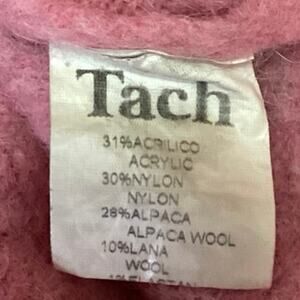 Tach
31%ACRILICO
ACRYLIC
30%NYLON
NYLON
28%ALPACA
ALPACA WOOL
10%LANA
WOOL